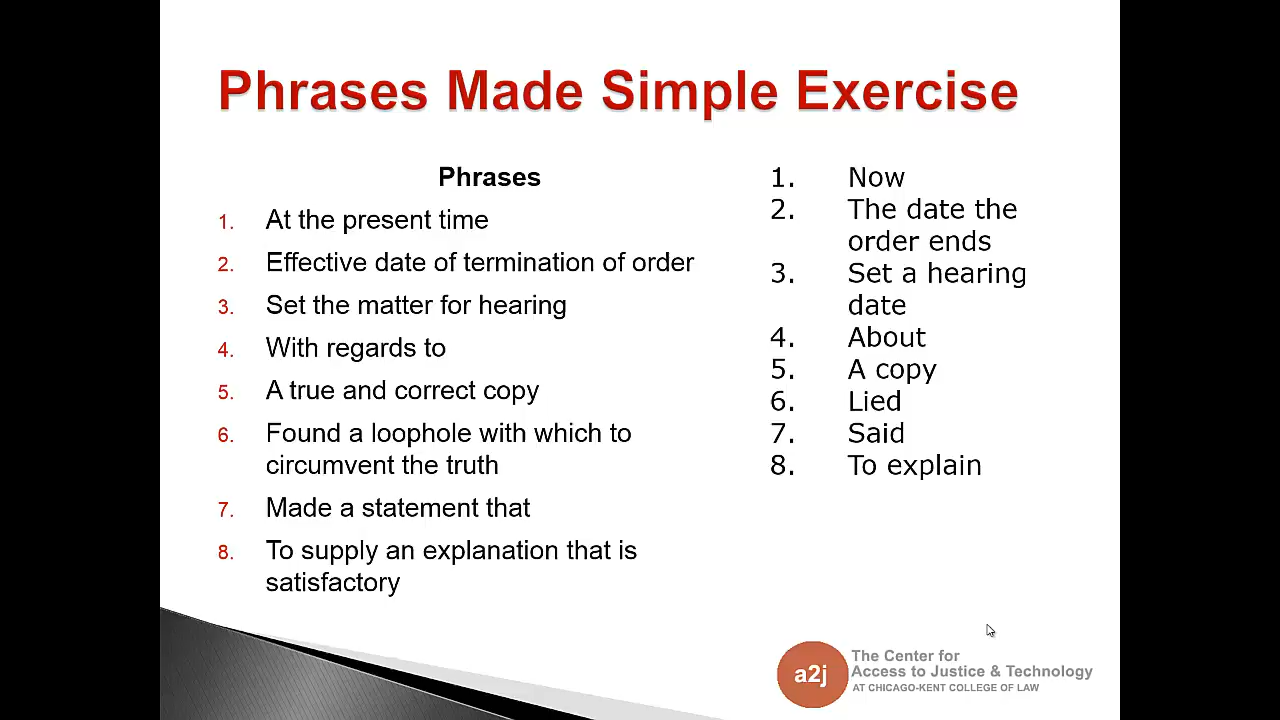 Phrases Made Simple Exercise
Phrases
1. At the present time
2. Effective date of termination of order
3. Set the matter for hearing
4. With regards to
5. A true and correct copy
6. Found a loophole with which to
circumvent the truth
7. Made a statement that
8. To supply an explanation that is
satisfactory
1. Now
2. The date the
order ends
3. Set a hearing
date
4. About
5. A copy
6. Lied
7. Said
8. To explain
a2j
The Center for
Access to Justice & Technology
AT CHICAGO-KENT COLLEGE OF LAW